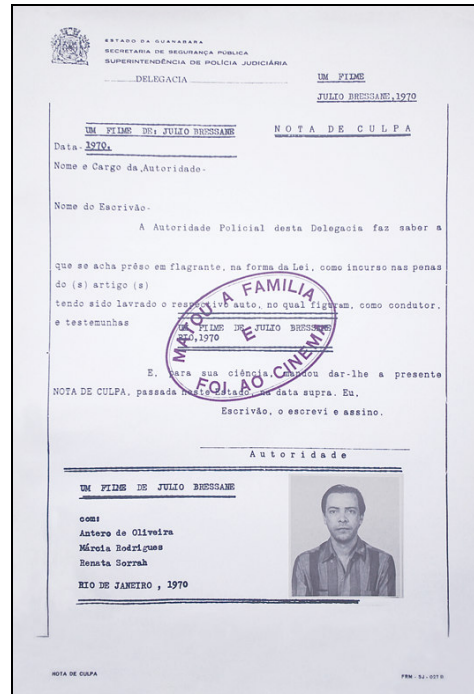 ESTADO DA GUANABARA
SECRETARIA DE SEGURANÇA PÚBLICA
SUPERINTENDÊNCIA DE POLÍCIA JUDICIÁRIA
DELEGACIA
UM FILME
JULIO BRESSANE, 1970
UM FILME DE: JULIO BRESSANE
NOTA DE CULPA
Data- 1970.
Nome e Cargo da Autoridade-
Nome do Escrivão-
A Autoridade Policial desta Delegacia faz saber a
que se acha prêso em flagrante, na forma da Lei, como incurso nas penas
do (s) artigo (s)
tendo sido lavrado o respectivo auto, no qual figuram, como condutor,
e testemunhas
UM FILME DE JULIO BRESSANE
RIO, 1970
MATOU A FAMILIA
E
FOI AO CINEMA
E, para sua ciência, mandou dar-lhe a presente
NOTA DE CULPA, passada neste Estado, na data supra. Eu,
Escrivão, o escrevi e assino.
Autoridade
UM FILME DE JULIO BRESSANE
com:
Antero de Oliveira
Márcia Rodrigues
Renata Sorrah
RIO DE JANEIRO , 1970
NOTA DE CULPA